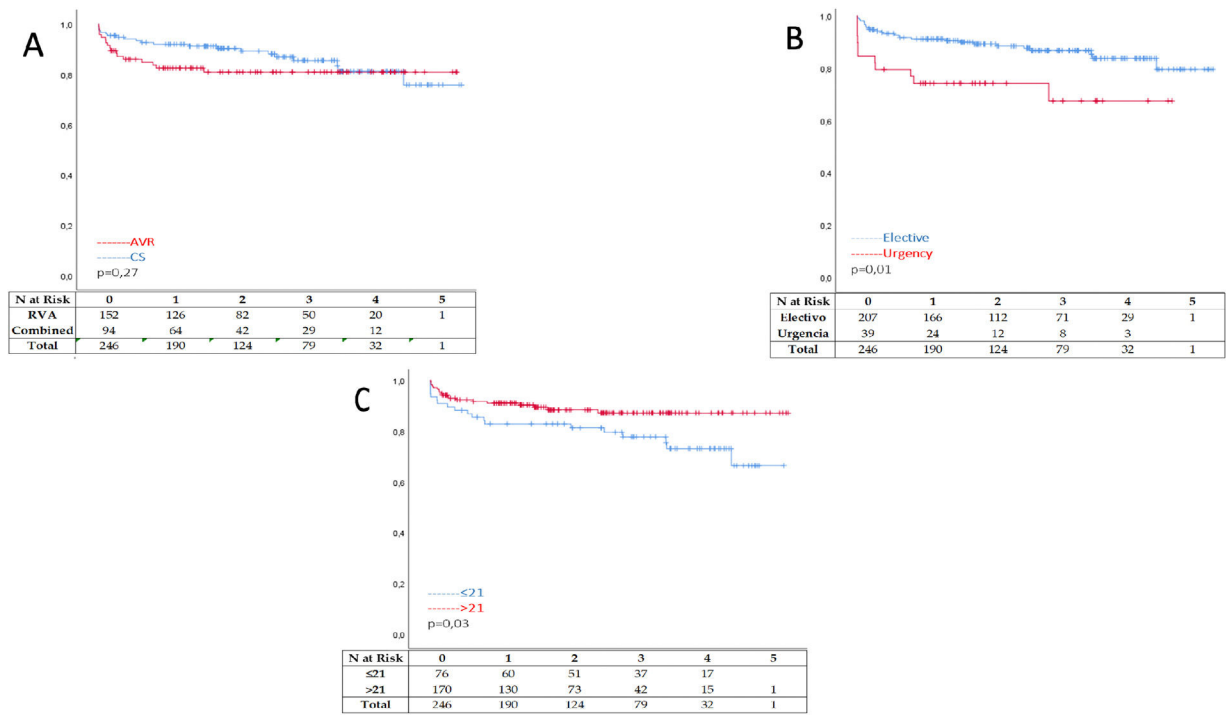 A
1,0
0,8
0,6
0,4
0,2
0,0
--------AVR
--------CS
p=0,27
N at Risk 0 1 2 3 4 5
RVA 152 126 82 50 20 1
Combined 94 64 42 29 12
Total 246 190 124 79 32 1
B
1,0
0,8
0,6
0,4
0,2
0,0
--------Elective
--------Urgency
p=0,01
N at Risk 0 1 2 3 4 5
Electivo 207 166 112 71 29 1
Urgencia 39 24 12 8 3
Total 246 190 124 79 32 1
C
1,0
0,8
0,6
0,4
0,2
0,0
-------≤21
-------->21
p=0,03
N at Risk 0 1 2 3 4 5
≤21 76 60 51 37 17
>21 170 130 73 42 15 1
Total 246 190 124 79 32 1